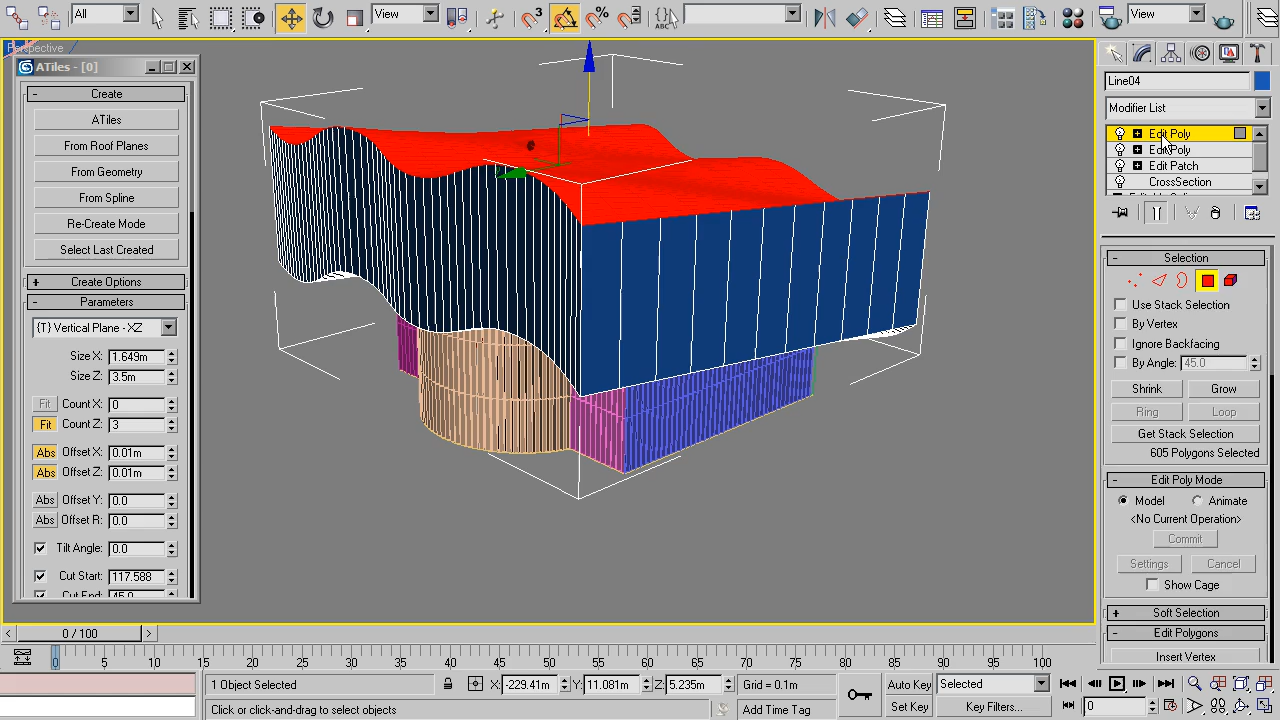 All
View
3
%
ABC
View
Perspective
ATiles - [0]
- Create
ATiles
From Roof Planes
From Geometry
From Spline
Re-Create Mode
Select Last Created
+ Create Options
- Parameters
{T} Vertical Plane - XZ
Size X: 1.649m
Size Z: 3.5m
Fit Count X: 0
Fit Count Z: 3
Abs Offset X: 0.01m
Abs Offset Z: 0.01m
Abs Offset Y: 0.0
Abs Offset R: 0.0
Tilt Angle: 0.0
Cut Start: 117.588
Cut End: 45.0
Line04
Modifier List
Edit Poly
Edit Poly
Edit Patch
CrossSection
- Selection
Use Stack Selection
By Vertex
Ignore Backfacing
By Angle: 45.0
Shrink Grow
Ring Loop
Get Stack Selection
605 Polygons Selected
- Edit Poly Mode
Model Animate
<No Current Operation>
Commit
Settings Cancel
Show Cage
+ Soft Selection
- Edit Polygons
Insert Vertex
< 0 / 100 >
0 5 10 15 20 25 30 35 40 45 50 55 60 65 70 75 80 85 90 95 100
1 Object Selected X: -229.41m Y: 11.081m Z: 5.235m Grid = 0.1m Auto Key Selected
Click or click-and-drag to select objects Add Time Tag Set Key Key Filters... 0